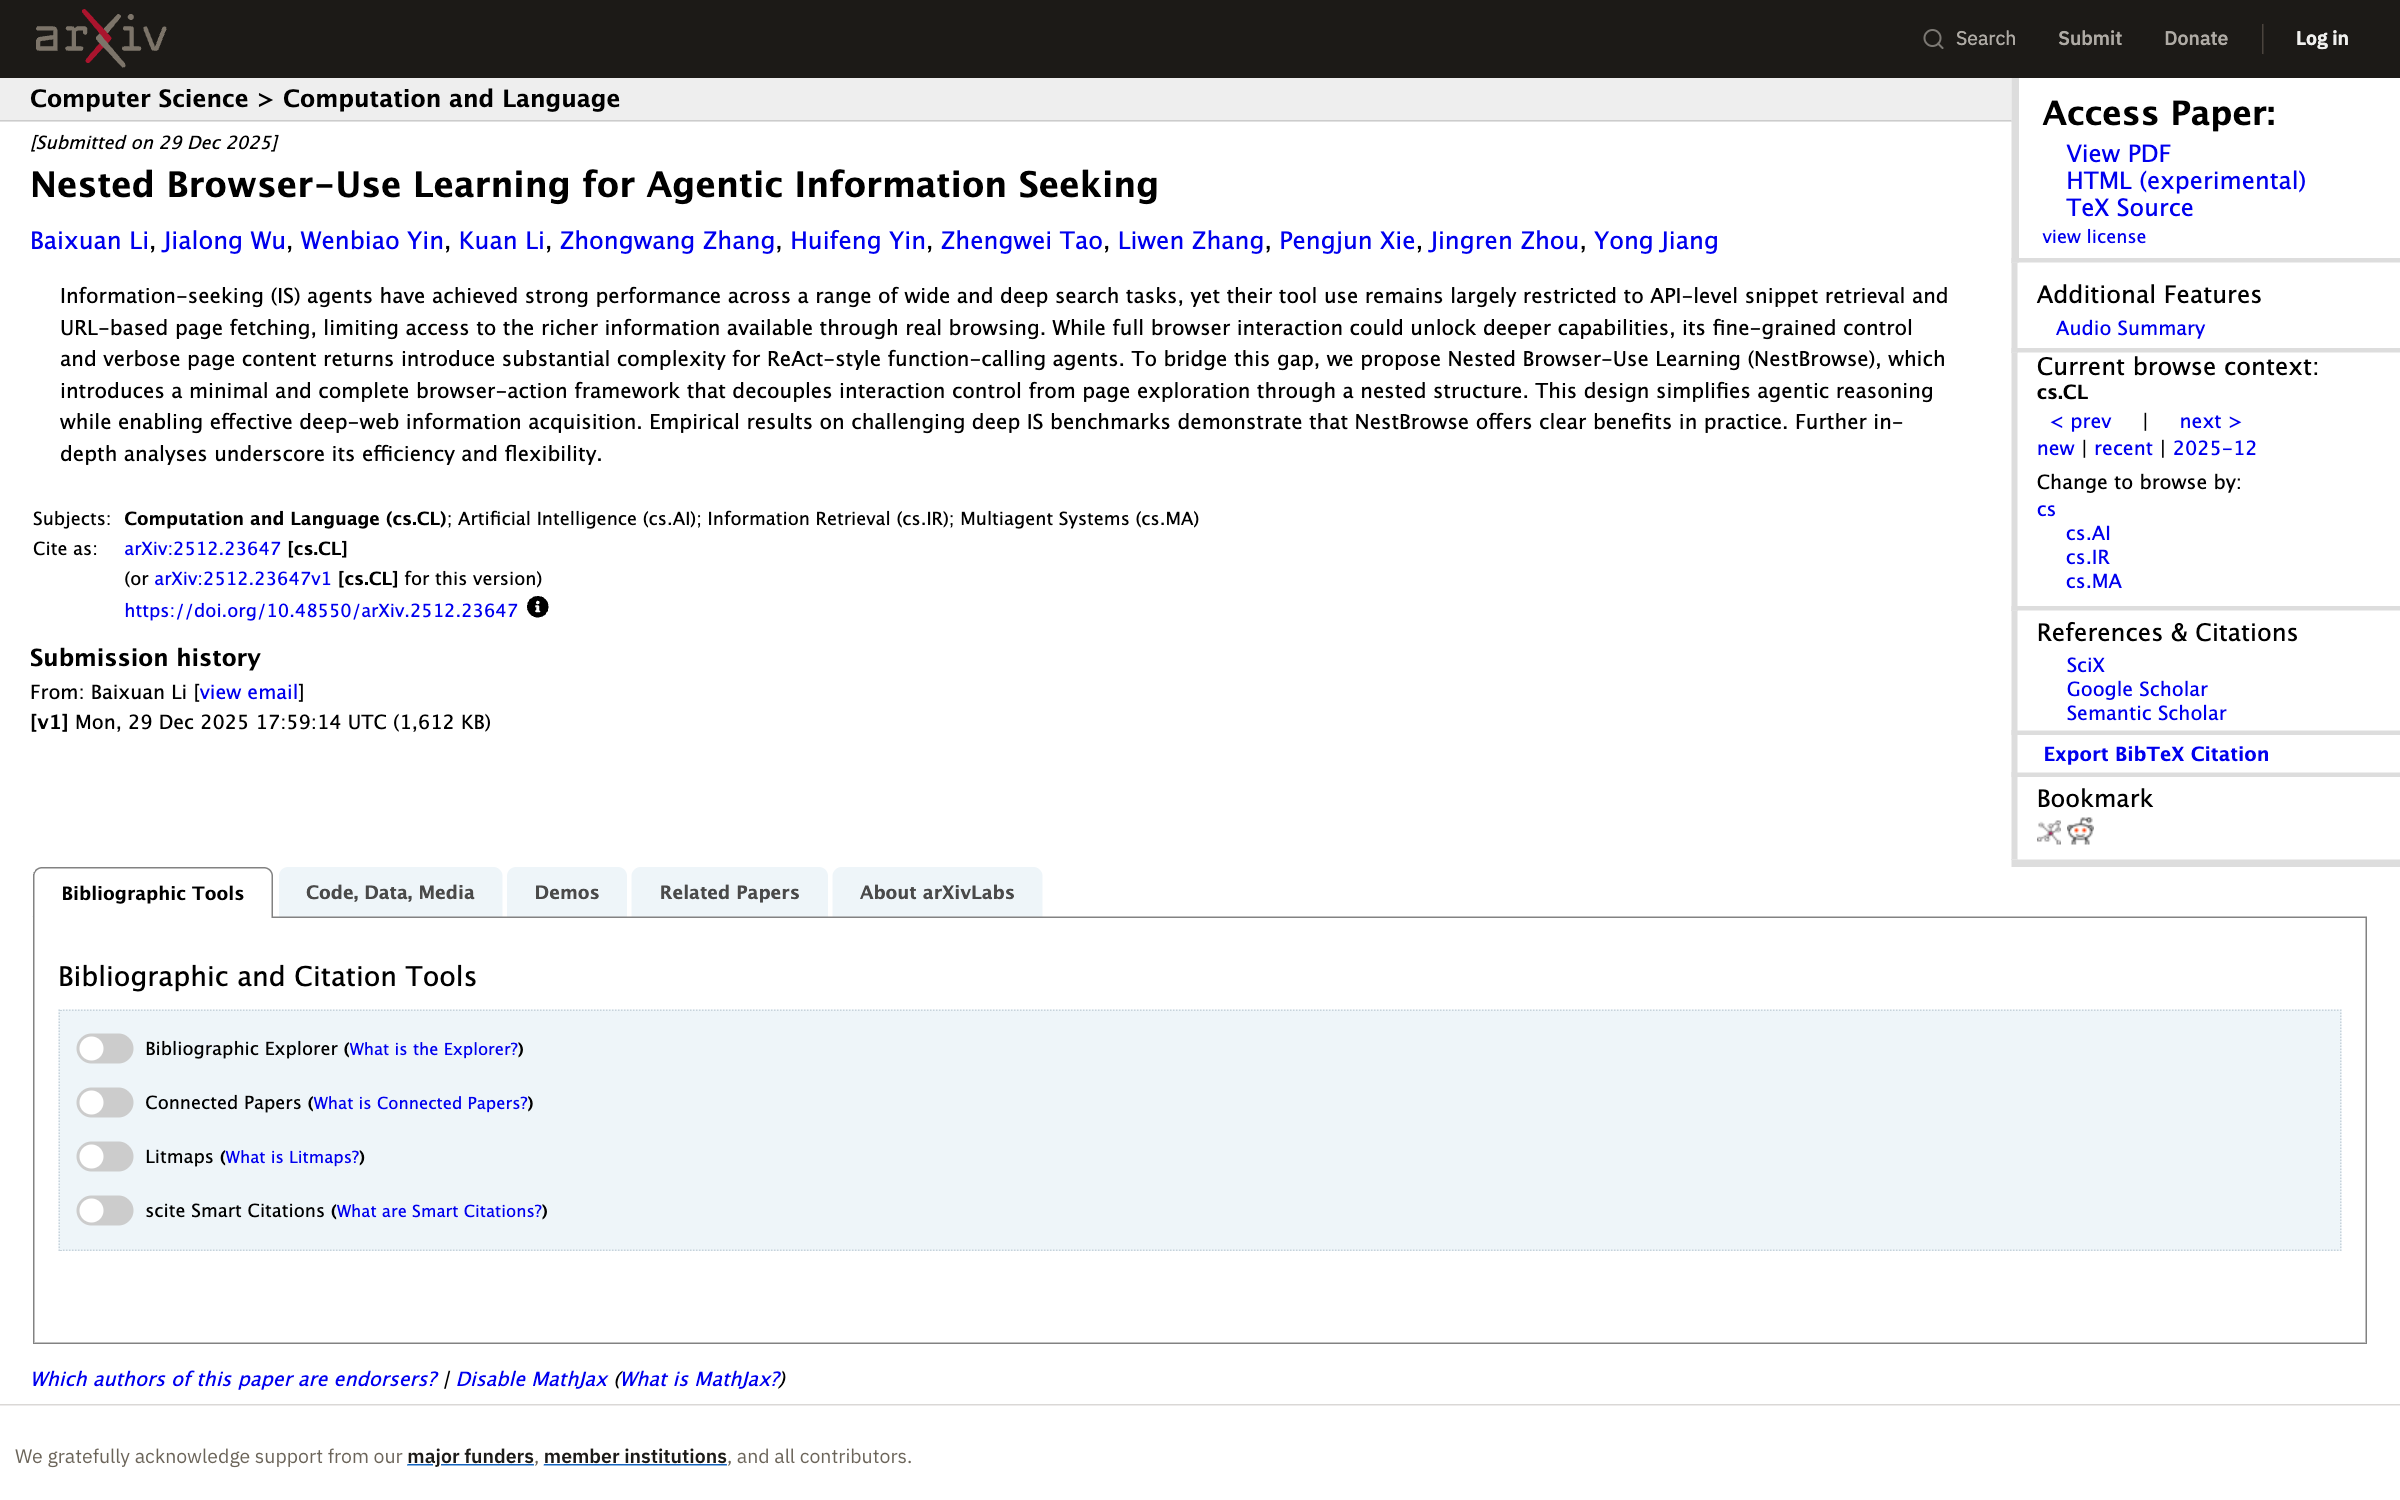 arXiv
Search
Submit
Donate
Log in
Computer Science > Computation and Language
[Submitted on 29 Dec 2025]
Nested Browser-Use Learning for Agentic Information Seeking
Baixuan Li, Jialong Wu, Wenbiao Yin, Kuan Li, Zhongwang Zhang, Huifeng Yin, Zhengwei Tao, Liwen Zhang, Pengjun Xie, Jingren Zhou, Yong Jiang
Information-seeking (IS) agents have achieved strong performance across a range of wide and deep search tasks, yet their tool use remains largely restricted to API-level snippet retrieval and
URL-based page fetching, limiting access to the richer information available through real browsing. While full browser interaction could unlock deeper capabilities, its fine-grained control
and verbose page content returns introduce substantial complexity for ReAct-style function-calling agents. To bridge this gap, we propose Nested Browser-Use Learning (NestBrowse), which
introduces a minimal and complete browser-action framework that decouples interaction control from page exploration through a nested structure. This design simplifies agentic reasoning
while enabling effective deep-web information acquisition. Empirical results on challenging deep IS benchmarks demonstrate that NestBrowse offers clear benefits in practice. Further in-
depth analyses underscore its efficiency and flexibility.
Subjects: Computation and Language (cs.CL); Artificial Intelligence (cs.AI); Information Retrieval (cs.IR); Multiagent Systems (cs.MA)
Cite as: arXiv:2512.23647 [cs.CL]
(or arXiv:2512.23647v1 [cs.CL] for this version)
https://doi.org/10.48550/arXiv.2512.23647
Submission history
From: Baixuan Li [view email]
[v1] Mon, 29 Dec 2025 17:59:14 UTC (1,612 KB)
Access Paper:
View PDF
HTML (experimental)
TeX Source
view license
Additional Features
Audio Summary
Current browse context:
cs.CL
< prev | next >
new | recent | 2025-12
Change to browse by:
cs
cs.AI
cs.IR
cs.MA
References & Citations
SciX
Google Scholar
Semantic Scholar
Export BibTeX Citation
Bookmark
Bibliographic Tools
Code, Data, Media
Demos
Related Papers
About arXivLabs
Bibliographic and Citation Tools
Bibliographic Explorer (What is the Explorer?)
Connected Papers (What is Connected Papers?)
Litmaps (What is Litmaps?)
scite Smart Citations (What are Smart Citations?)
Which authors of this paper are endorsers? | Disable MathJax (What is MathJax?)
We gratefully acknowledge support from our major funders, member institutions, and all contributors.